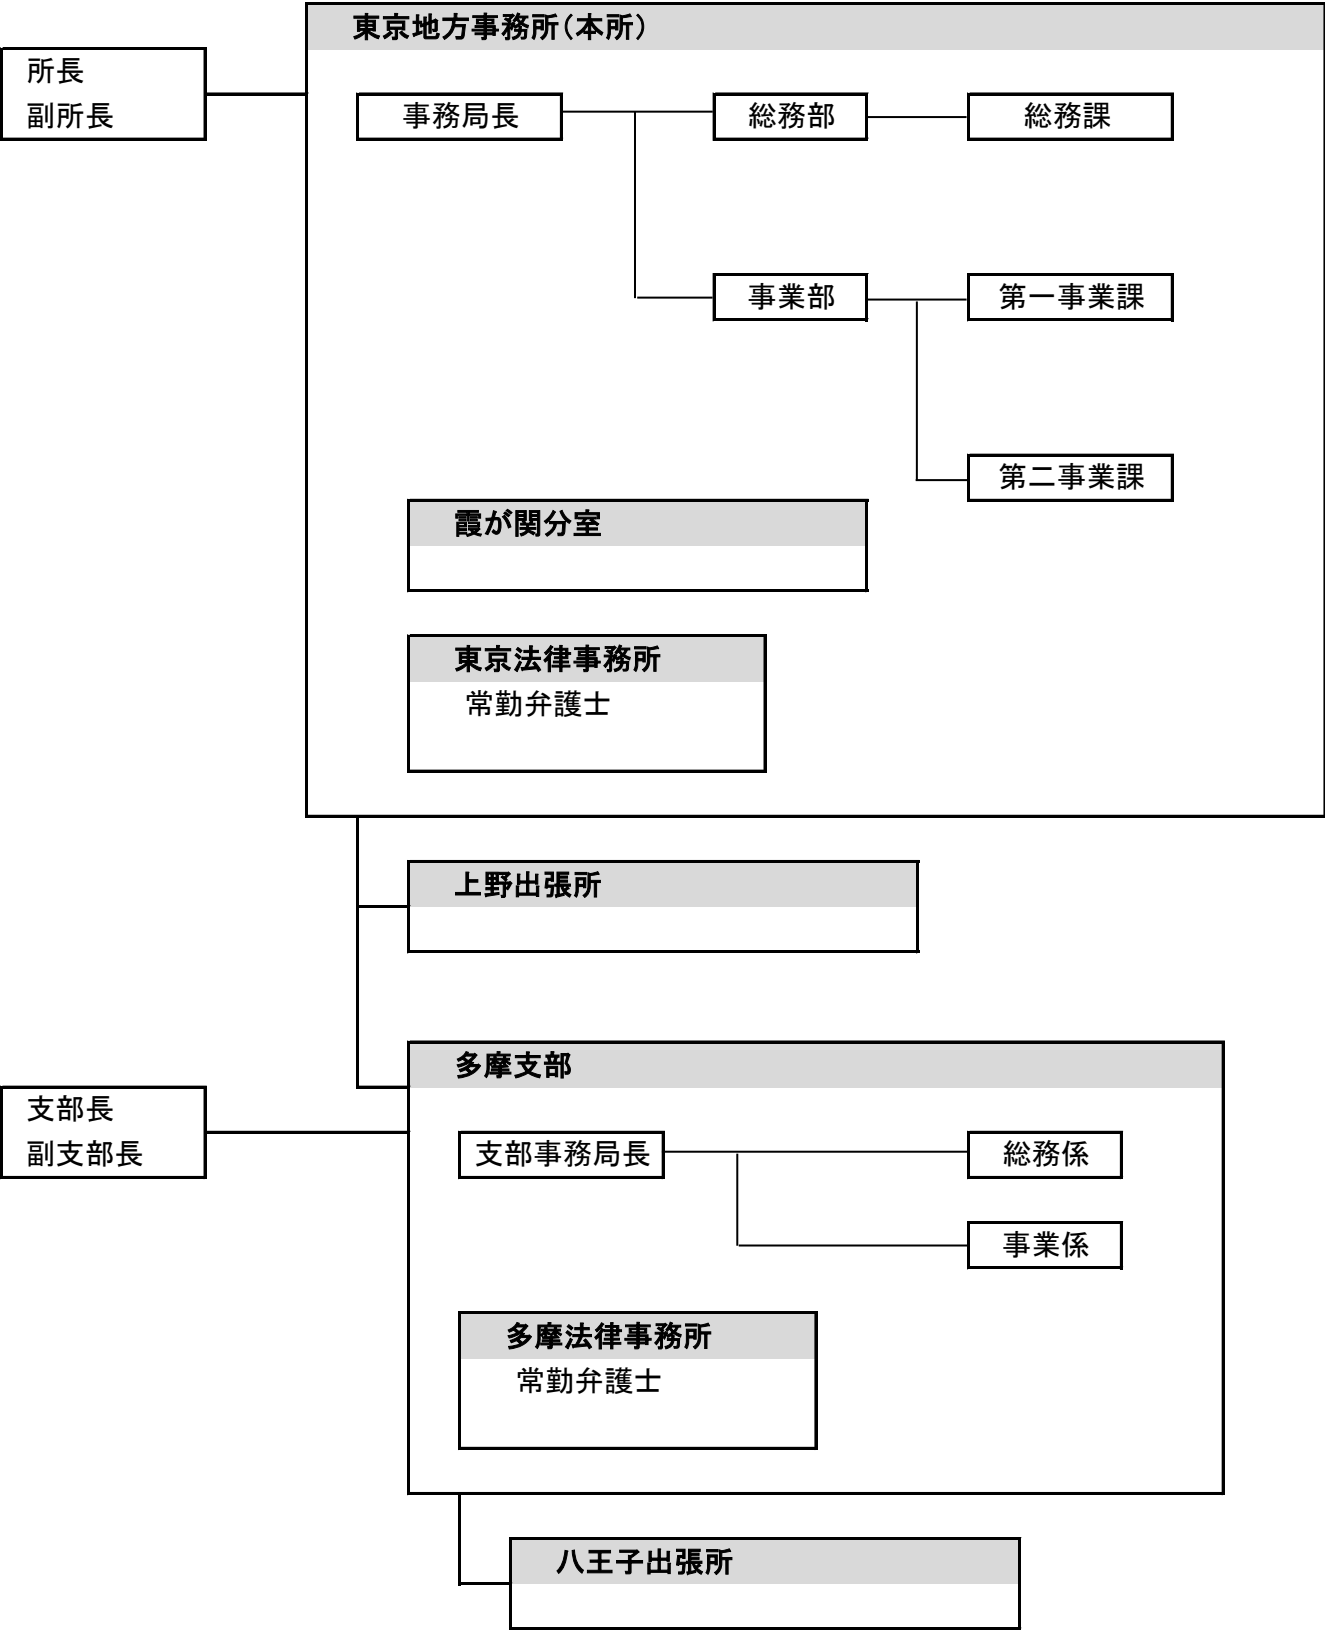 東京地方事務所（本所）
所長
副所長
事務局長
総務部
総務課
事業部
第一事業課
第二事業課
霞が関分室
東京法律事務所
常勤弁護士
上野出張所
多摩支部
支部長
副支部長
支部事務局長
総務係
事業係
多摩法律事務所
常勤弁護士
八王子出張所